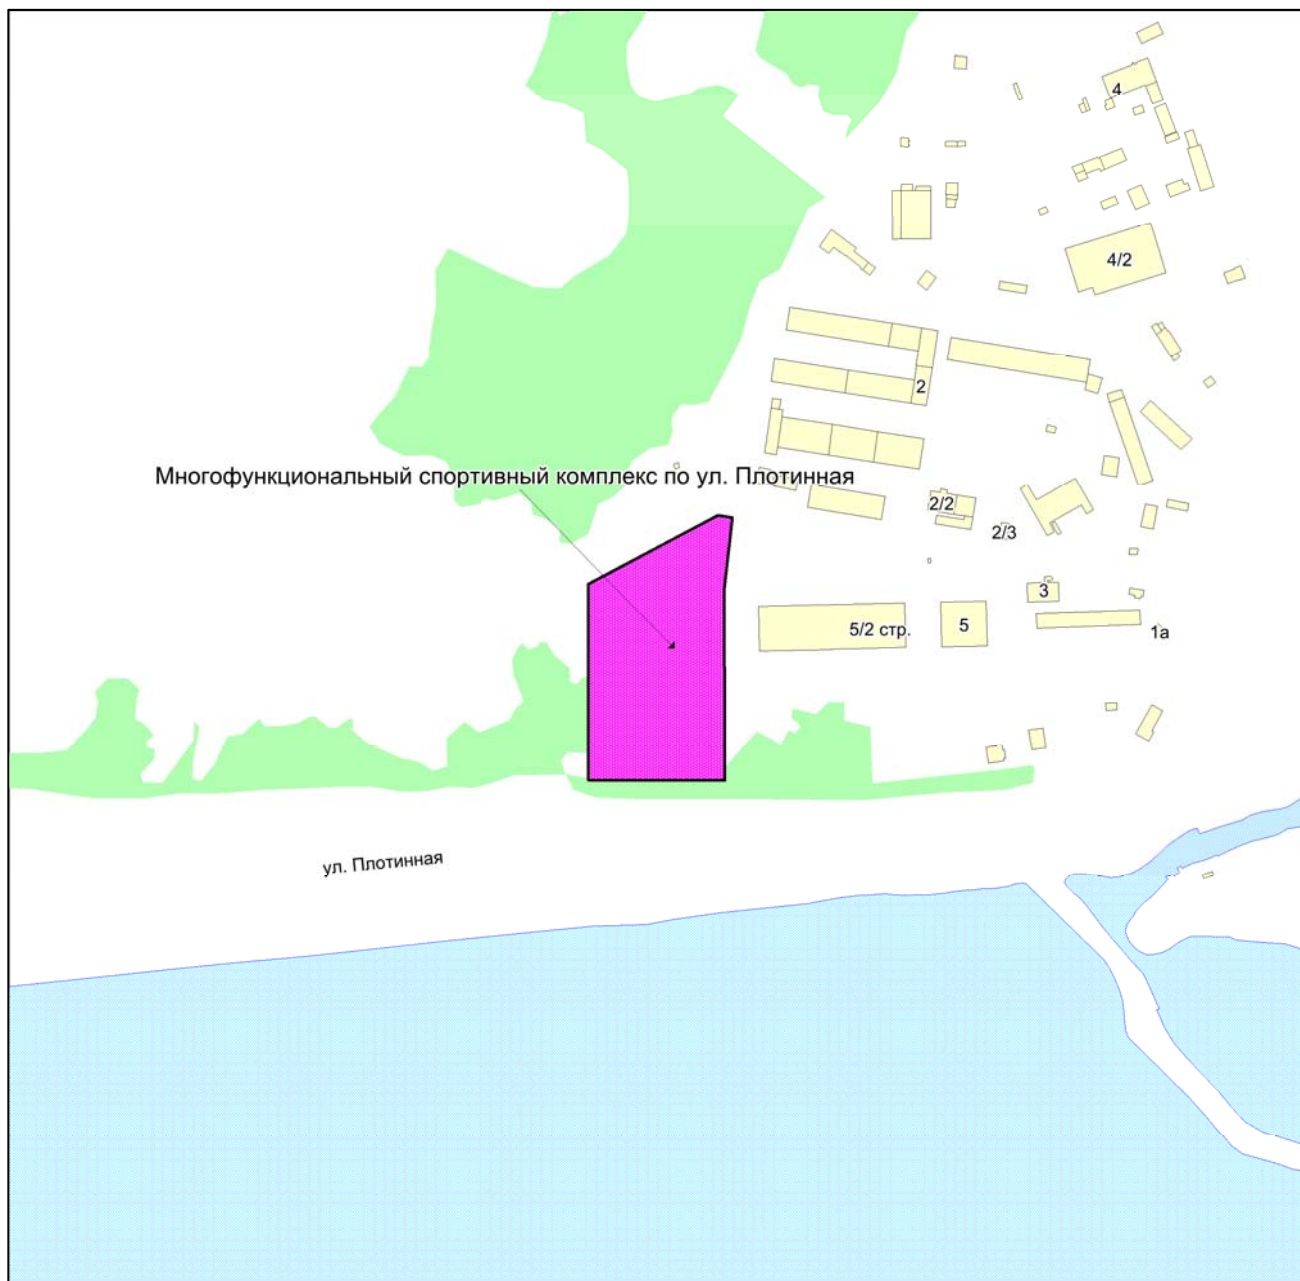 4
4/2
2
Многофункциональный спортивный комплекс по ул. Плотинная
2/2
2/3
3
5/2 стр.
5
1а
ул. Плотинная